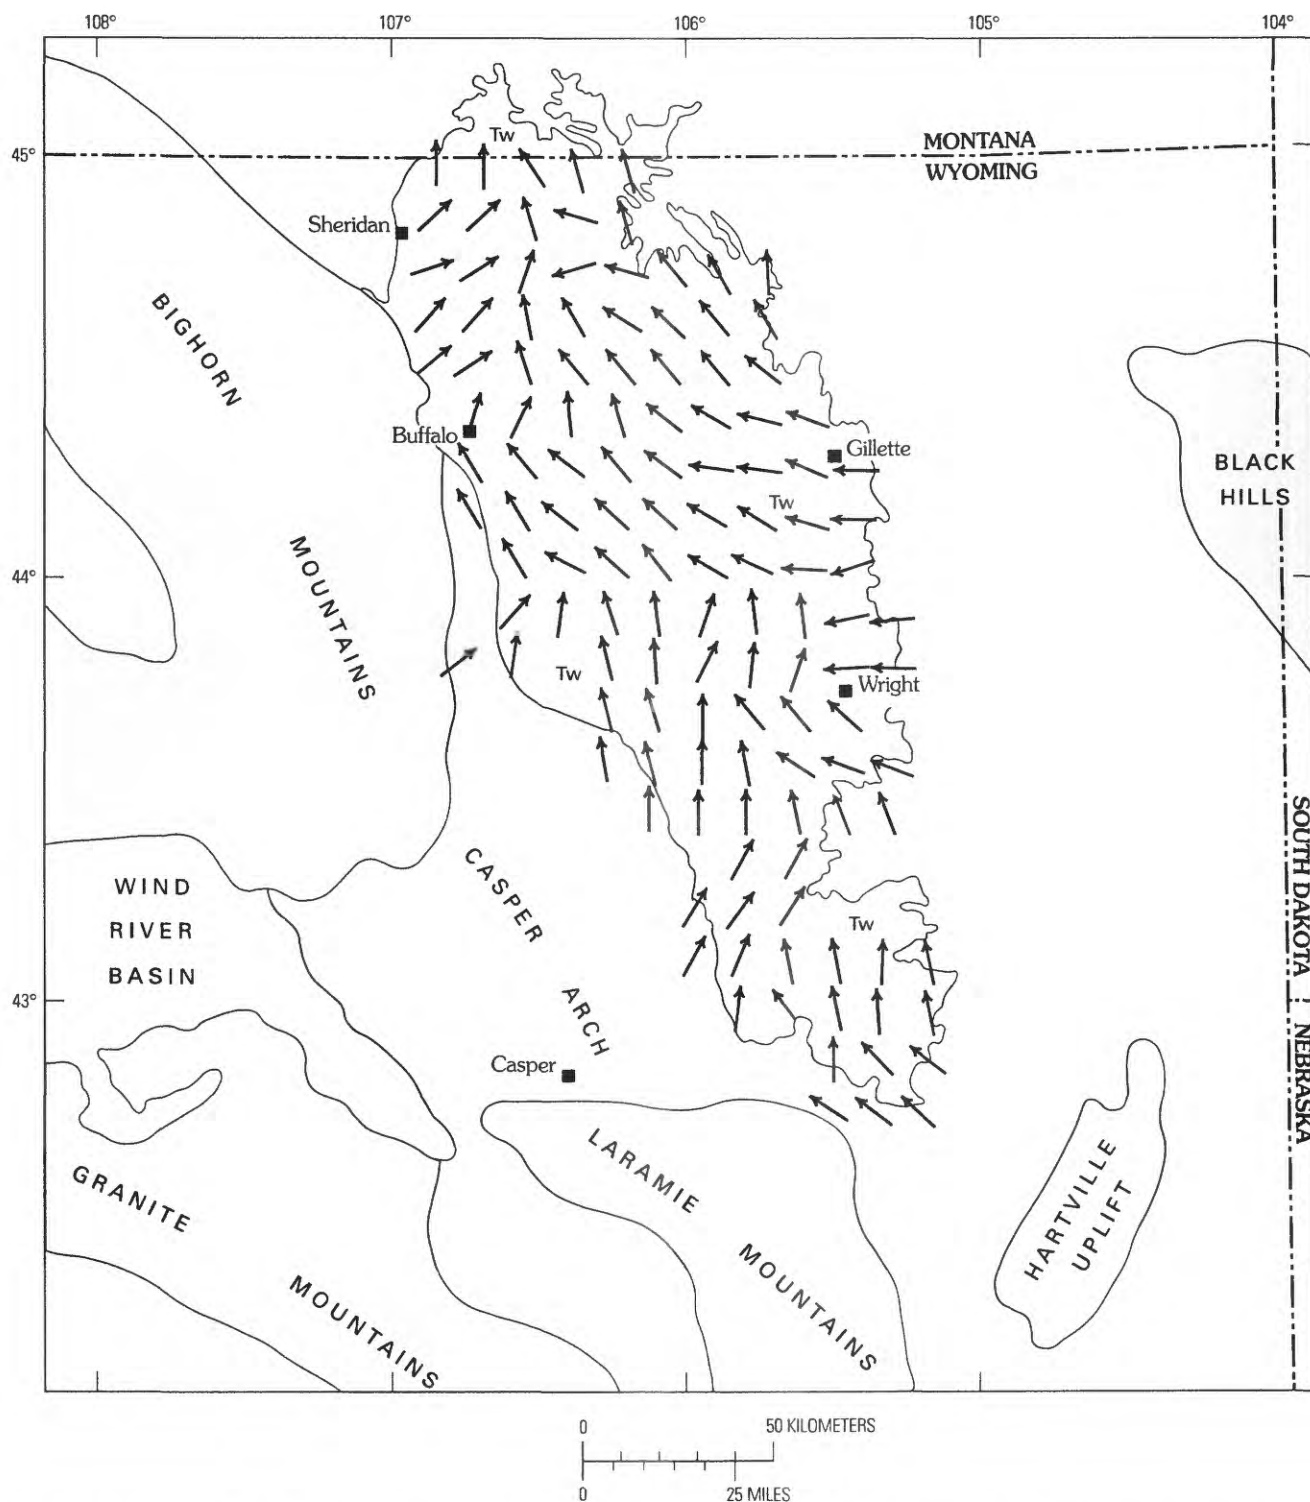 108°
107°
106°
105°
104°
Tw
45°
MONTANA
WYOMING
Sheridan
BIGHORN
MOUNTAINS
Buffalo
Gillette
BLACK
HILLS
Tw
44°
Tw
Wright
CASPER
ARCH
WIND
RIVER
BASIN
Tw
SOUTH DAKOTA
NEBRASKA
43°
Casper
LARAMIE
MOUNTAINS
HARTVILLE
UPLIFT
GRANITE
MOUNTAINS
0 50 KILOMETERS
0 25 MILES